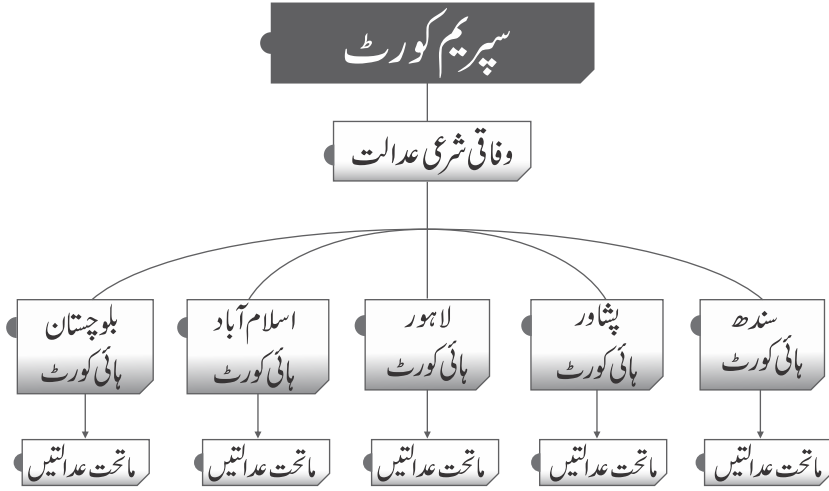 سپریم کورٹ
وفاقی شرعی عدالت
سندھ
ہائی کورٹ
پشاور
ہائی کورٹ
لاہور
ہائی کورٹ
اسلام آباد
ہائی کورٹ
بلوچستان
ہائی کورٹ
ماتحت عدالتیں
ماتحت عدالتیں
ماتحت عدالتیں
ماتحت عدالتیں
ماتحت عدالتیں